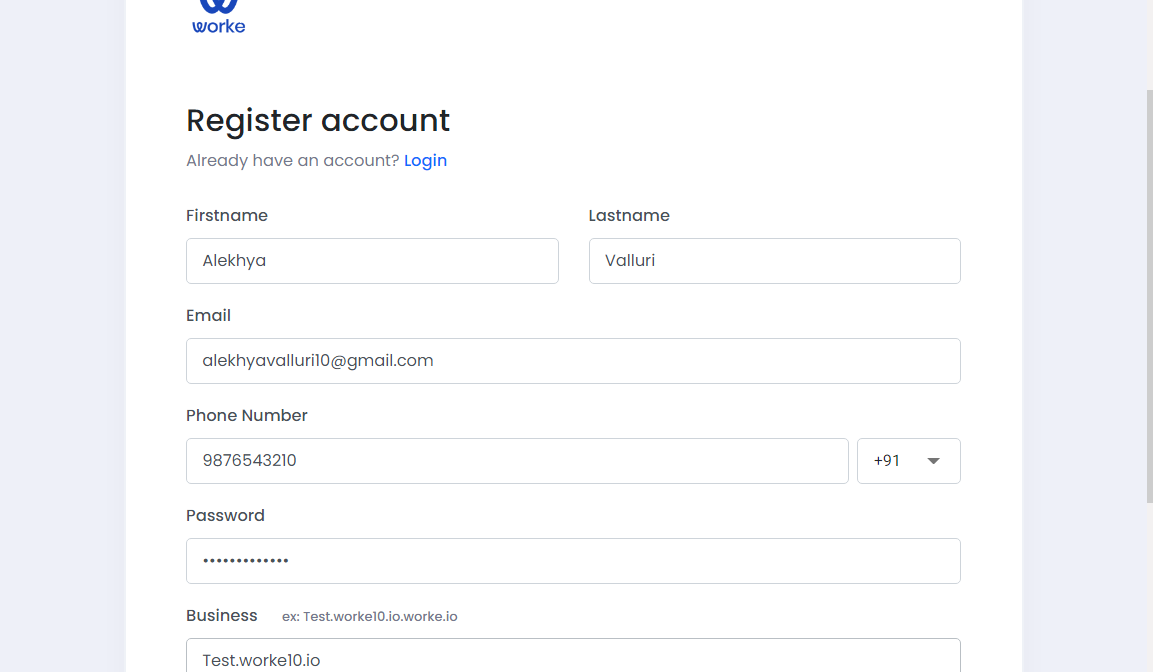 worke
Register account
Already have an account? Login
Firstname Lastname
Alekhya Valluri
Email
alekhyavalluri10@gmail.com
Phone Number
9876543210 +91
Password
•••••••••••••
Business ex: Test.worke10.io.worke.io
Test.worke10.io